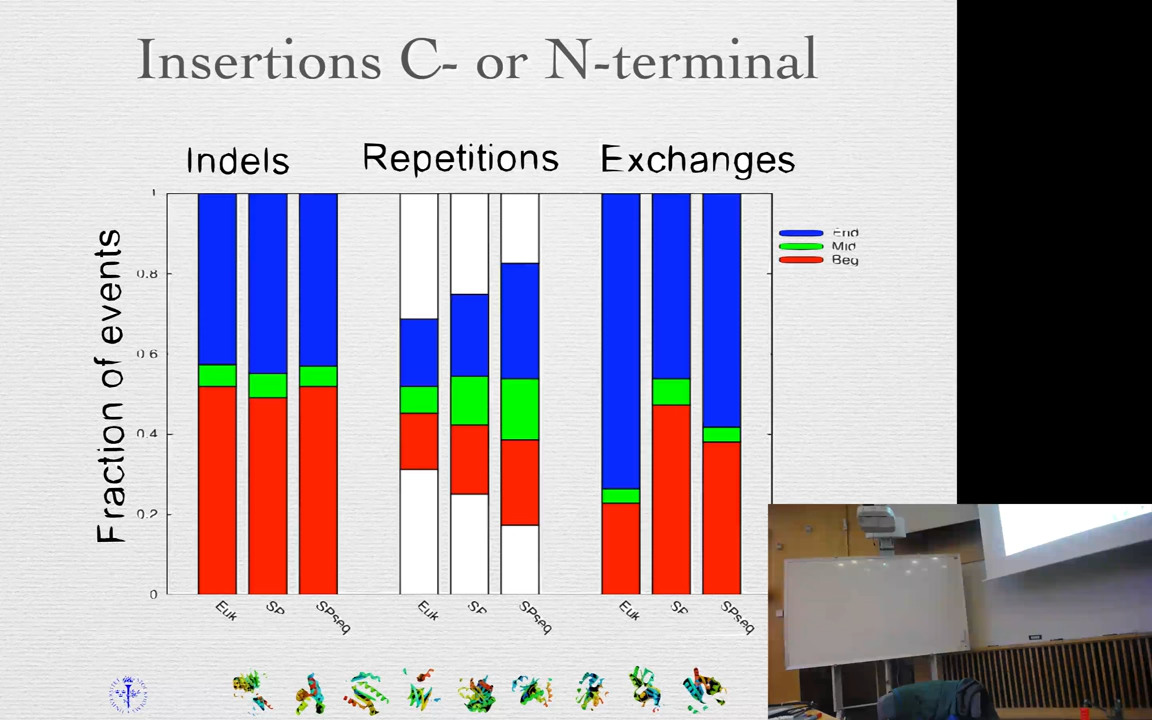 Insertions C- or N-terminal
Indels
Repetitions
Exchanges
Fraction of events
1
0.8
0.6
0.4
0.2
0
End
Mid
Beg
Euk
SP
SPseq
Euk
SP
SPseq
Euk
SP
SPseq